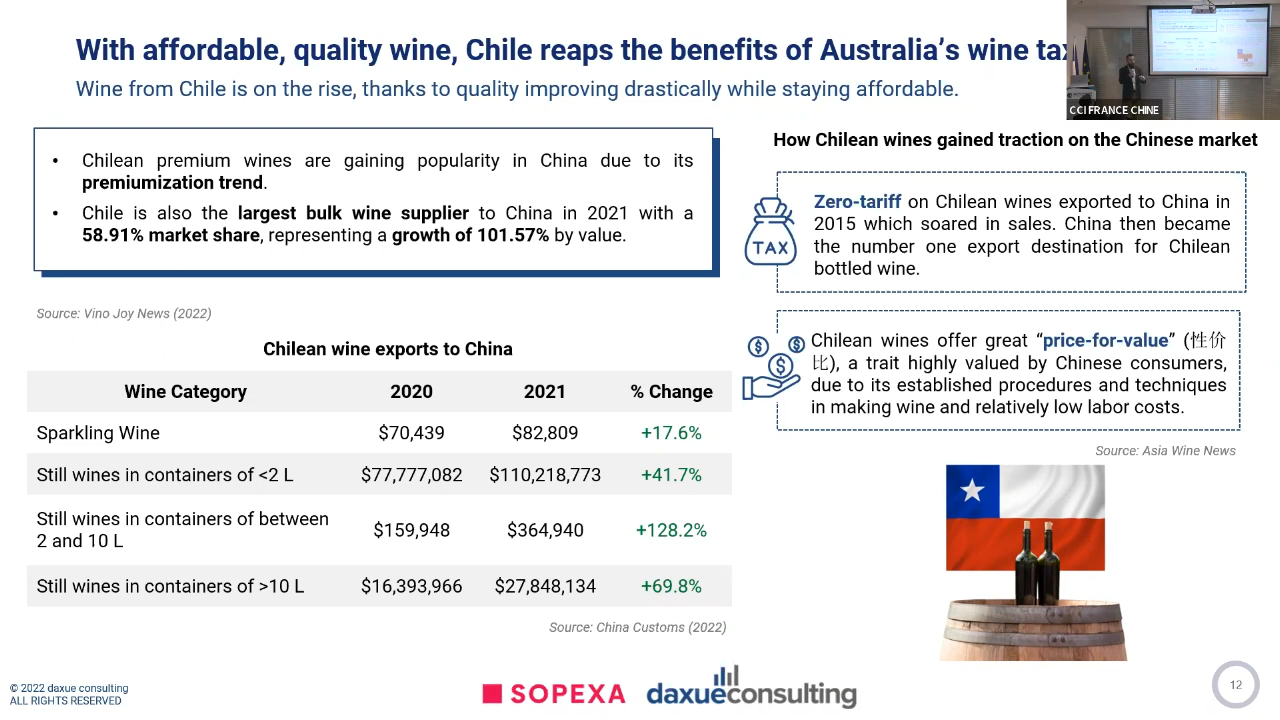 With affordable, quality wine, Chile reaps the benefits of Australia’s wine tax
Wine from Chile is on the rise, thanks to quality improving drastically while staying affordable.
CCI FRANCE CHINE
• Chilean premium wines are gaining popularity in China due to its
premiumization trend.
• Chile is also the largest bulk wine supplier to China in 2021 with a
58.91% market share, representing a growth of 101.57% by value.
Source: Vino Joy News (2022)
Chilean wine exports to China
Wine Category 2020 2021 % Change
Sparkling Wine $70,439 $82,809 +17.6%
Still wines in containers of <2 L $77,777,082 $110,218,773 +41.7%
Still wines in containers of between
2 and 10 L $159,948 $364,940 +128.2%
Still wines in containers of >10 L $16,393,966 $27,848,134 +69.8%
Source: China Customs (2022)
How Chilean wines gained traction on the Chinese market
TAX
Zero-tariff on Chilean wines exported to China in
2015 which soared in sales. China then became
the number one export destination for Chilean
bottled wine.
Chilean wines offer great “price-for-value” (性价
比), a trait highly valued by Chinese consumers,
due to its established procedures and techniques
in making wine and relatively low labor costs.
Source: Asia Wine News
© 2022 daxue consulting
ALL RIGHTS RESERVED
SOPEXA
daxueconsulting
12